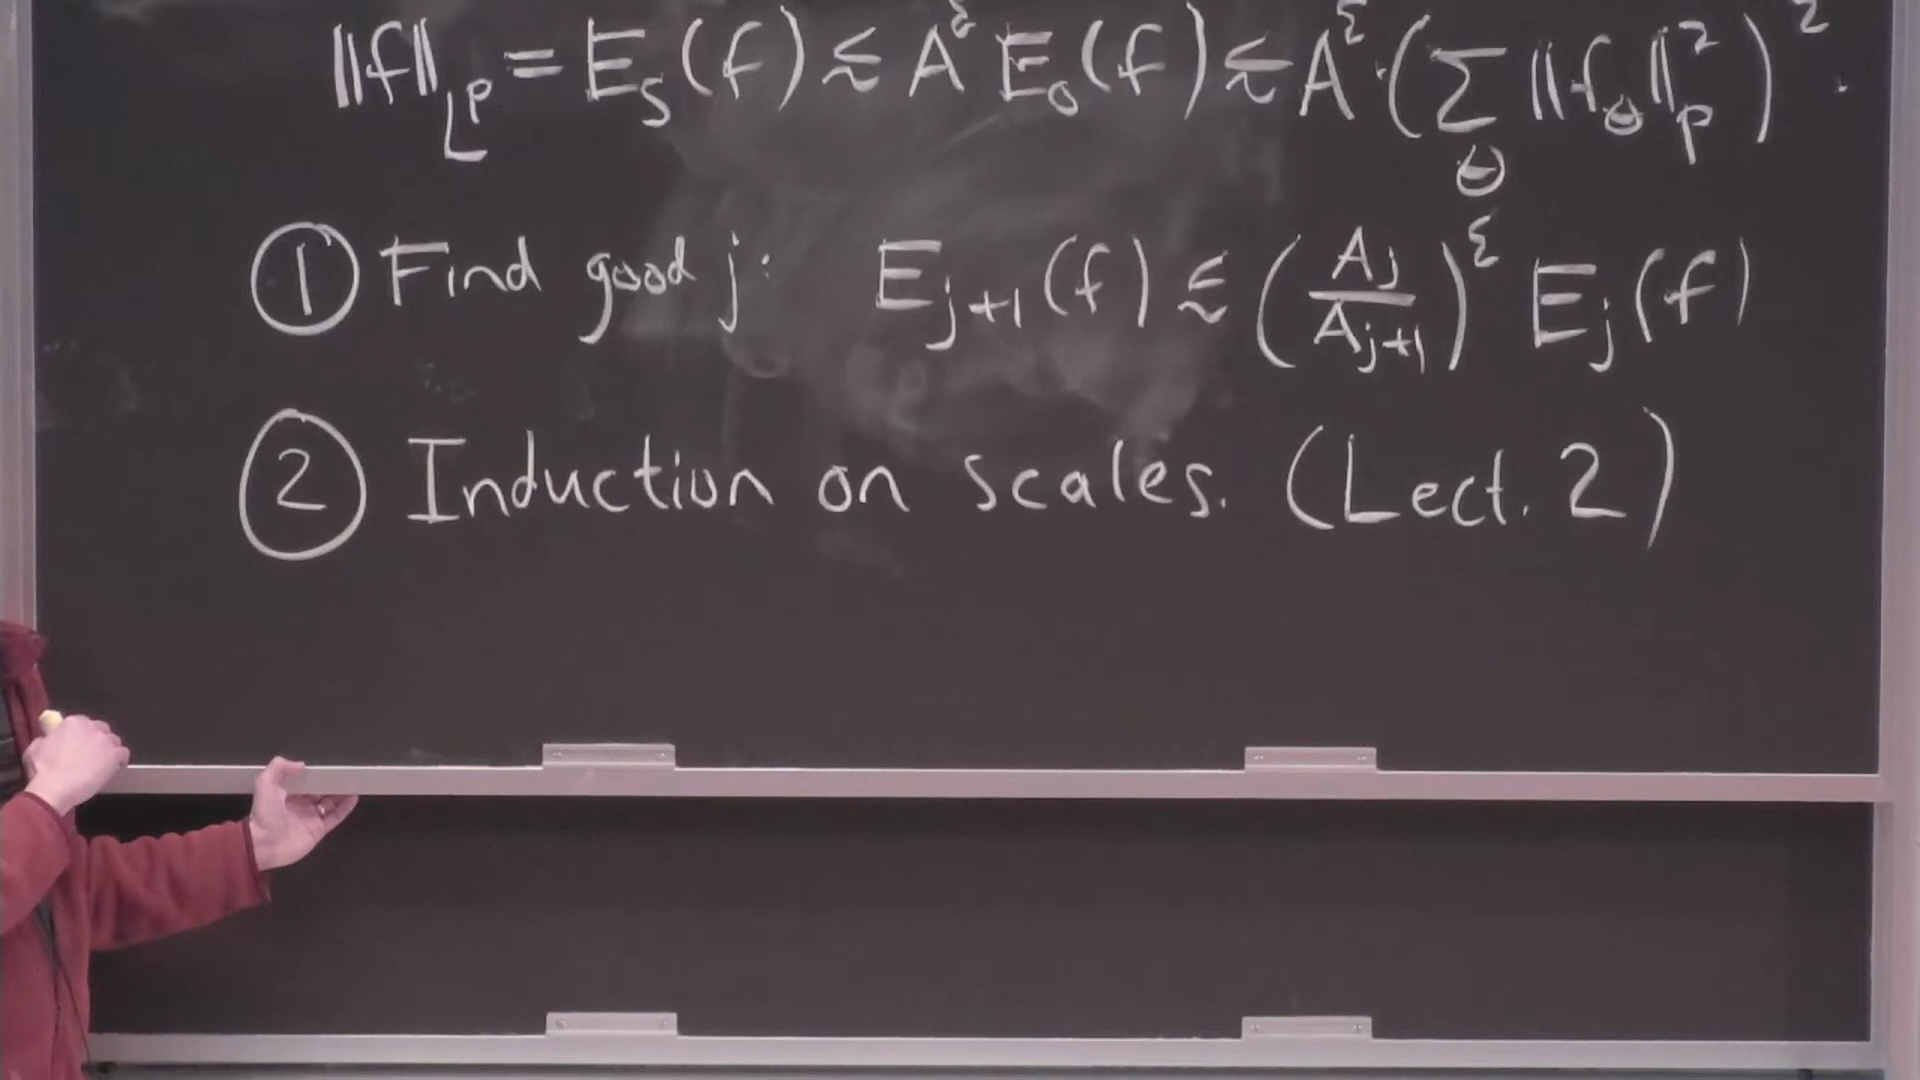 ||f||_{L^p} = E_S(f) ≲ A^ε E_0(f) ≲ A^ε · (Σ_θ ||f_θ||_p^2)^2.
① Find good j: E_{j+1}(f) ≲ (A_j / A_{j+1})^ε E_j(f)
② Induction on scales. (Lect. 2)